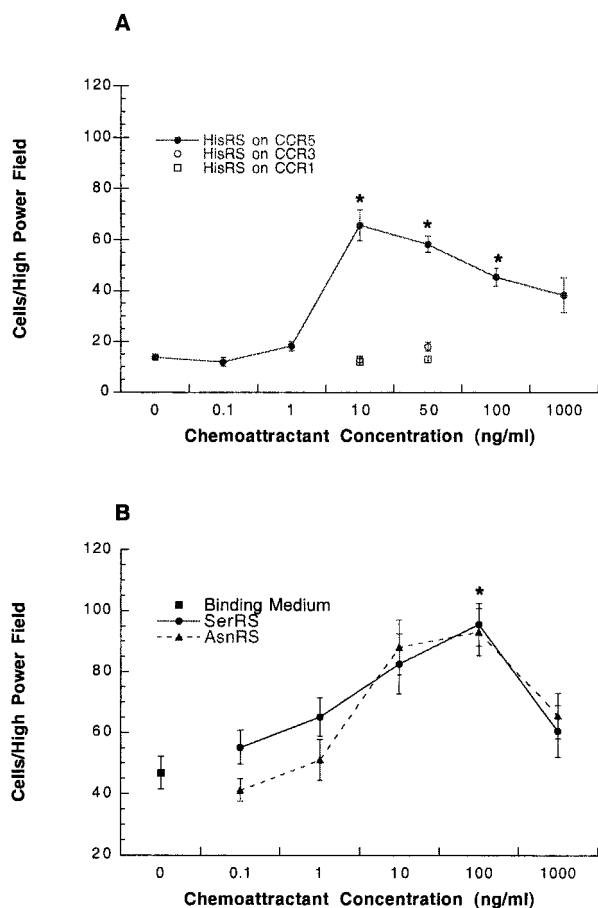 A
Cells/High Power Field
120
100
80
60
40
20
0
HisRS on CCR5
HisRS on CCR3
HisRS on CCR1
*
*
*
0 0.1 1 10 50 100 1000
Chemoattractant Concentration (ng/ml)
B
Cells/High Power Field
120
100
80
60
40
20
Binding Medium
SerRS
AsnRS
*
0 0.1 1 10 100 1000
Chemoattractant Concentration (ng/ml)